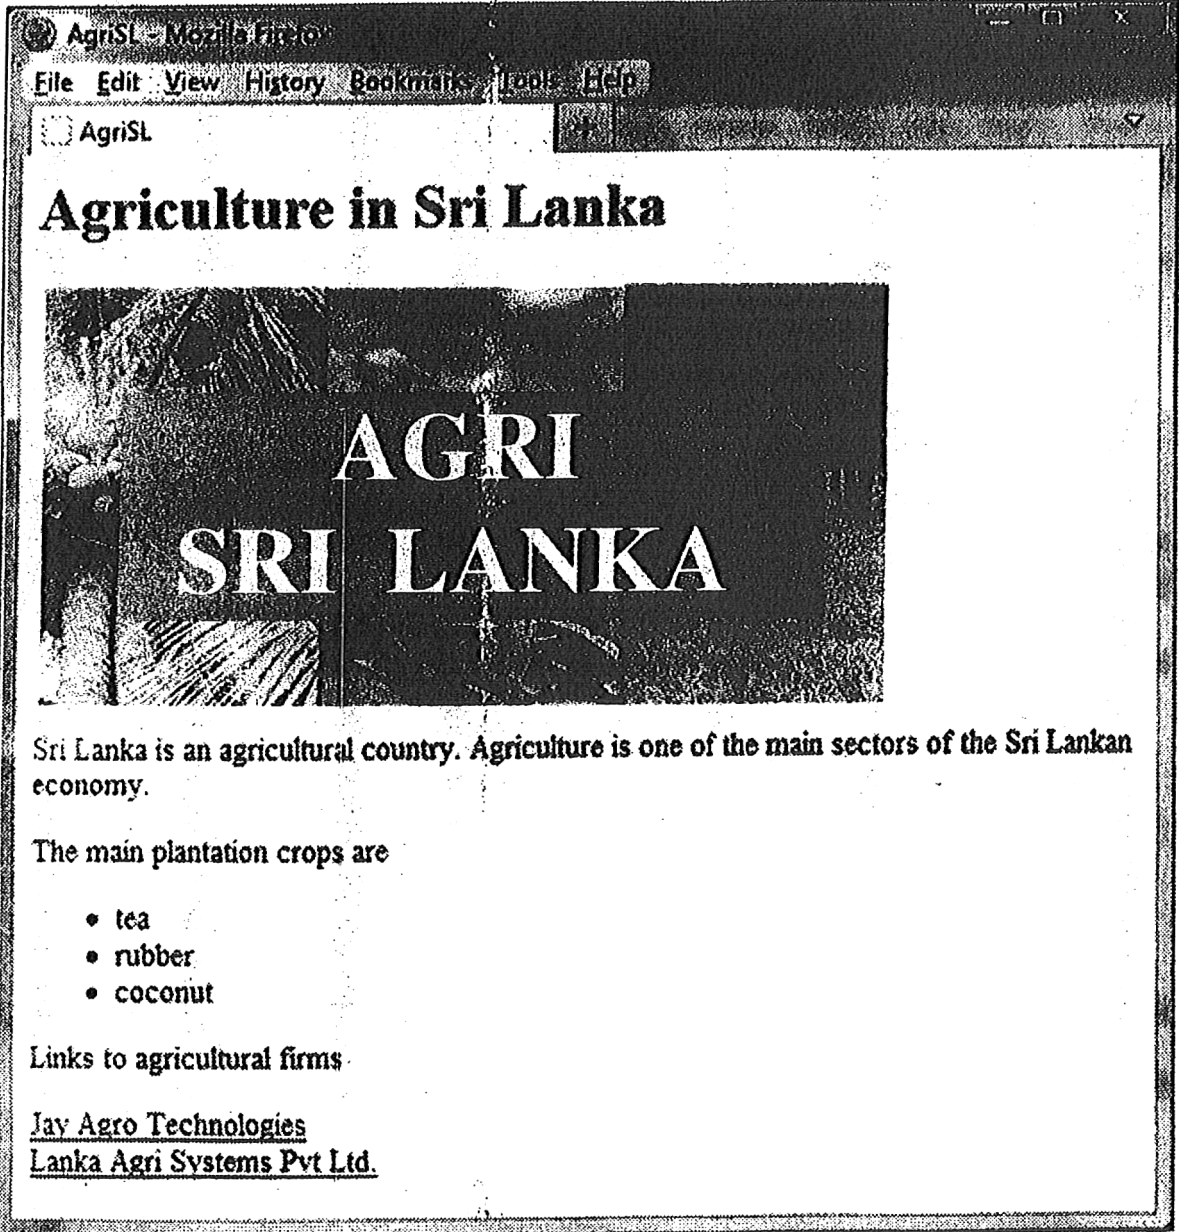 AgriSL - Mozilla Firefox
File Edit View History Bookmarks Tools Help
AgriSL +
Agriculture in Sri Lanka
AGRI
SRI LANKA
Sri Lanka is an agricultural country. Agriculture is one of the main sectors of the Sri Lankan
economy.
The main plantation crops are
• tea
• rubber
• coconut
Links to agricultural firms
Jay Agro Technologies
Lanka Agri Systems Pvt Ltd.